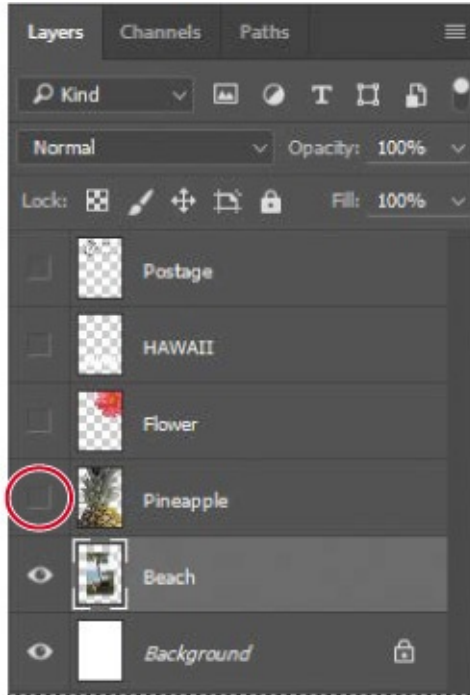 Layers Channels Paths
Kind
Normal Opacity: 100%
Lock: Fill: 100%
Postage
HAWAII
Flower
Pineapple
Beach
Background